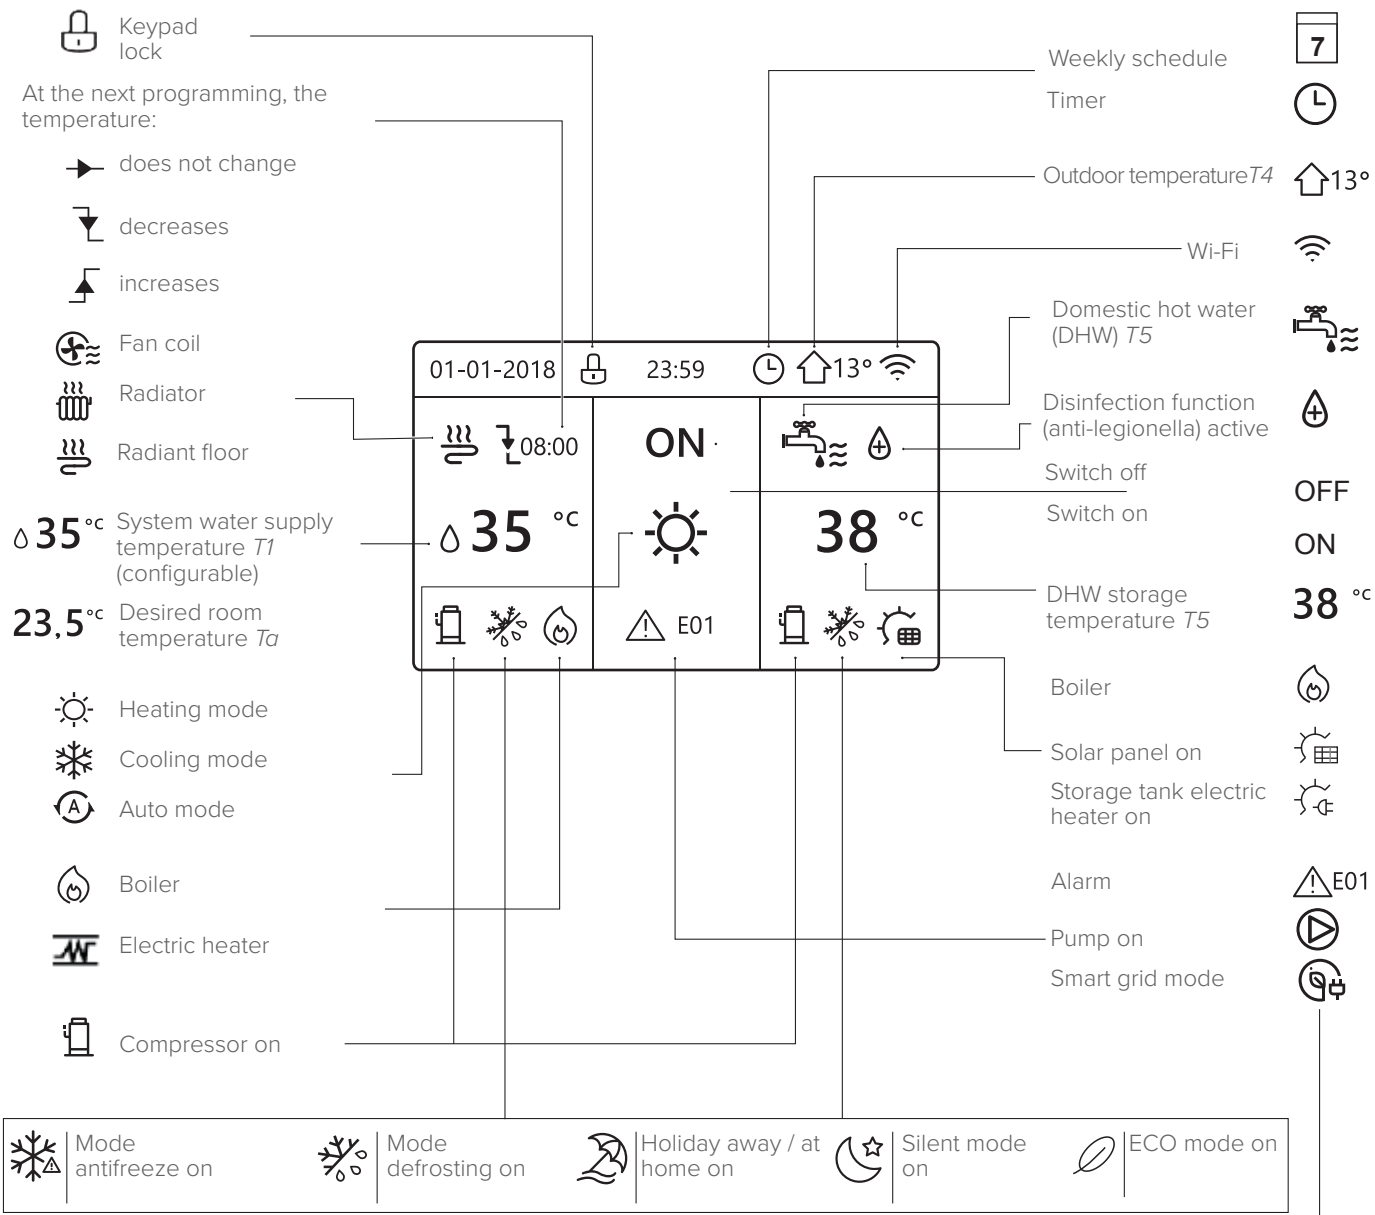 Keypad
lock
At the next programming, the
temperature:
does not change
decreases
increases
Fan coil
Radiator
Radiant floor
35 °C System water supply
temperature T1
(configurable)
23,5 °C Desired room
temperature Ta
Heating mode
Cooling mode
A Auto mode
Boiler
Electric heater
Compressor on
01-01-2018 23:59 13°
08:00 ON
35 °C 38 °C
E01
Weekly schedule 7
Timer
Outdoor temperature T4 13°
Wi-Fi
Domestic hot water
(DHW) T5
Disinfection function
(anti-legionella) active
Switch off OFF
Switch on ON
DHW storage 38 °C
temperature T5
Boiler
Solar panel on
Storage tank electric
heater on
Alarm E01
Pump on
Smart grid mode
Mode
antifreeze on
Mode
defrosting on
Holiday away / at
home on
Silent mode
on
ECO mode on